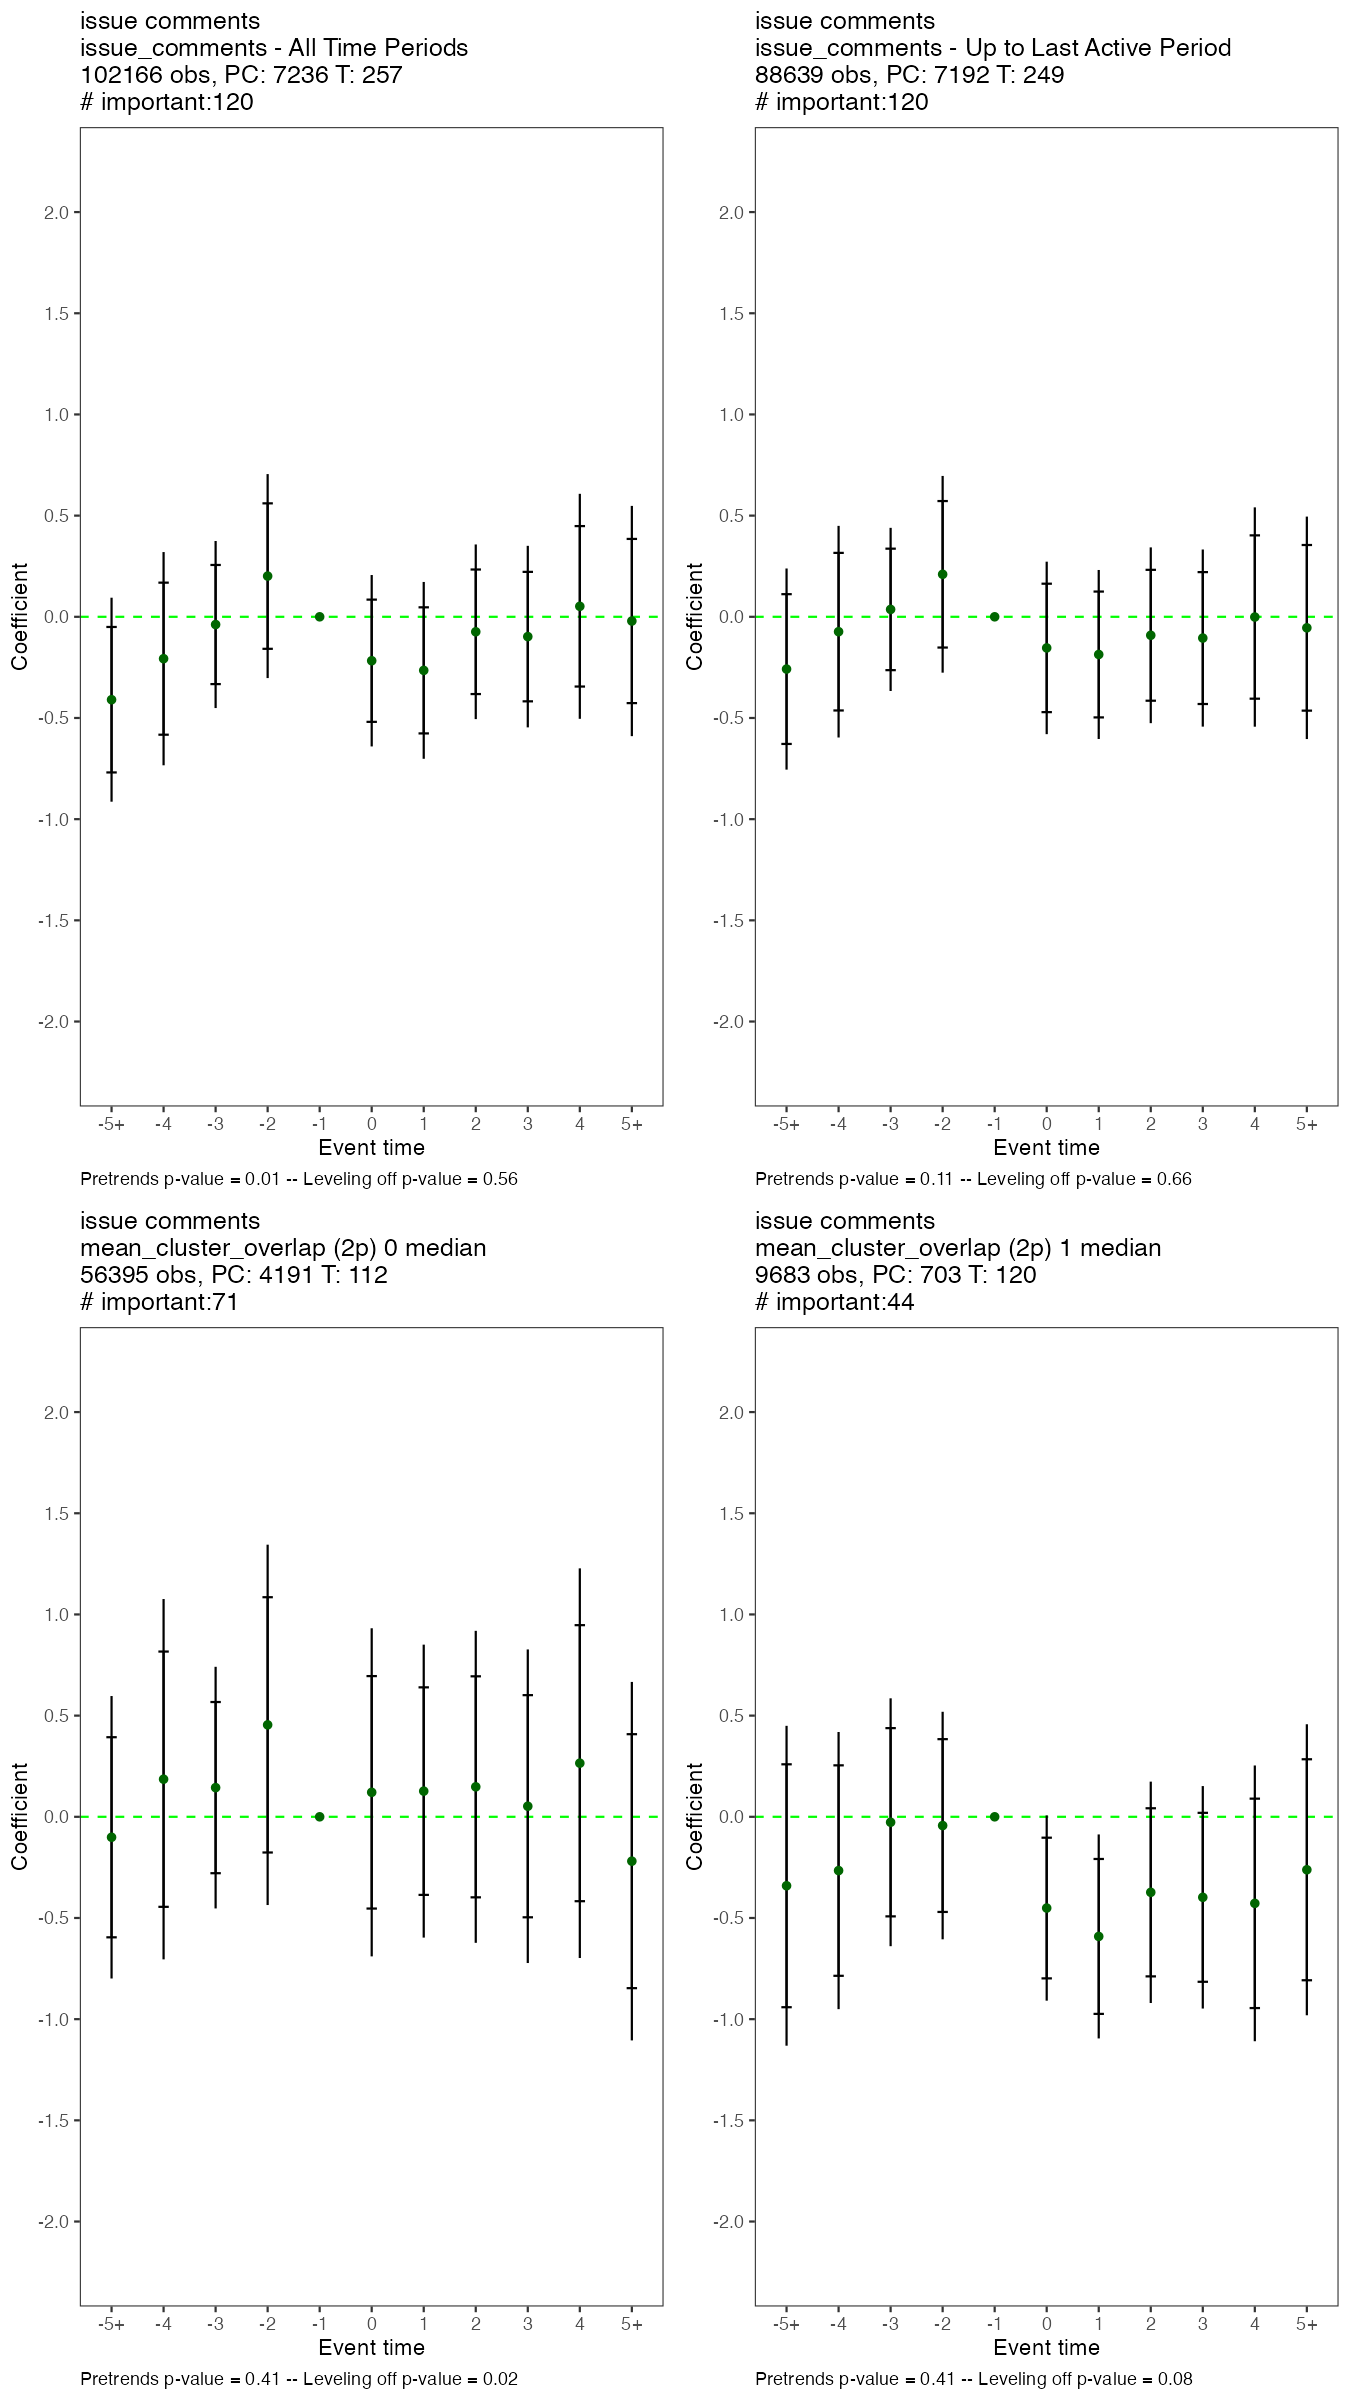 issue comments
issue_comments - All Time Periods
102166 obs, PC: 7236 T: 257
# important:120
2.0
1.5
1.0
0.5
0.0
-0.5
-1.0
-1.5
-2.0
Coefficient
-5+ -4 -3 -2 -1 0 1 2 3 4 5+
Event time
Pretrends p-value = 0.01 -- Leveling off p-value = 0.56
issue comments
issue_comments - Up to Last Active Period
88639 obs, PC: 7192 T: 249
# important:120
2.0
1.5
1.0
0.5
0.0
-0.5
-1.0
-1.5
-2.0
Coefficient
-5+ -4 -3 -2 -1 0 1 2 3 4 5+
Event time
Pretrends p-value = 0.11 -- Leveling off p-value = 0.66
issue comments
mean_cluster_overlap (2p) 0 median
56395 obs, PC: 4191 T: 112
# important:71
2.0
1.5
1.0
0.5
0.0
-0.5
-1.0
-1.5
-2.0
Coefficient
-5+ -4 -3 -2 -1 0 1 2 3 4 5+
Event time
Pretrends p-value = 0.41 -- Leveling off p-value = 0.02
issue comments
mean_cluster_overlap (2p) 1 median
9683 obs, PC: 703 T: 120
# important:44
2.0
1.5
1.0
0.5
0.0
-0.5
-1.0
-1.5
-2.0
Coefficient
-5+ -4 -3 -2 -1 0 1 2 3 4 5+
Event time
Pretrends p-value = 0.41 -- Leveling off p-value = 0.08